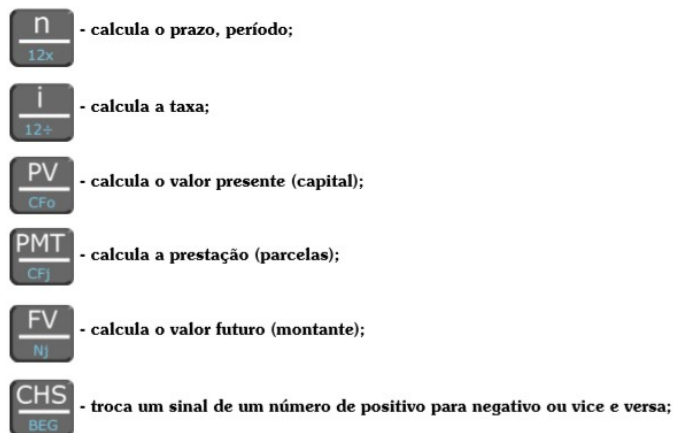 n - calcula o prazo, período;
12x
i - calcula a taxa;
12÷
PV - calcula o valor presente (capital);
CFo
PMT - calcula a prestação (parcelas);
CFj
FV - calcula o valor futuro (montante);
Nj
CHS - troca um sinal de um número de positivo para negativo ou vice e versa;
BEG